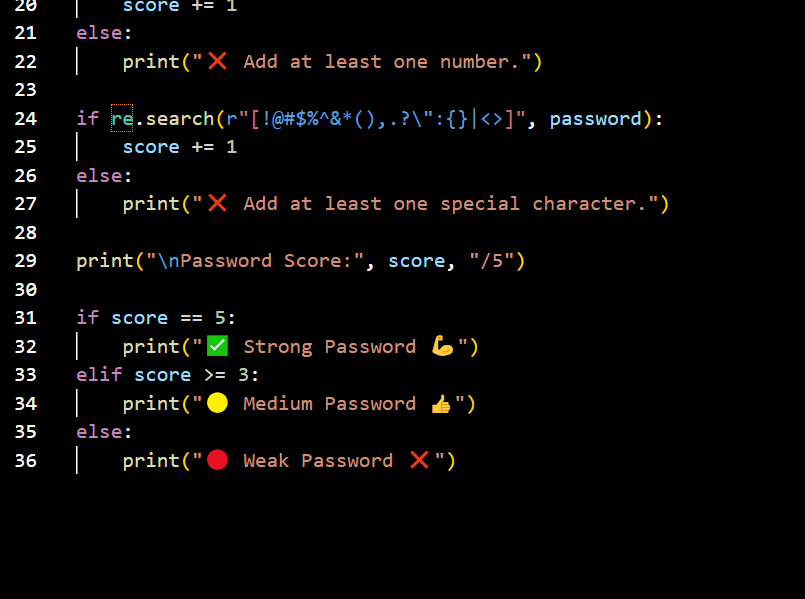 20 score += 1
21 else:
22 print("❌ Add at least one number.")
23
24 if re.search(r"[!@#$%^&*(),.?\":{}|<>]", password):
25 score += 1
26 else:
27 print("❌ Add at least one special character.")
28
29 print("\nPassword Score:", score, "/5")
30
31 if score == 5:
32 print("✅ Strong Password 💪")
33 elif score >= 3:
34 print("🟡 Medium Password 👍")
35 else:
36 print("🔴 Weak Password ❌")